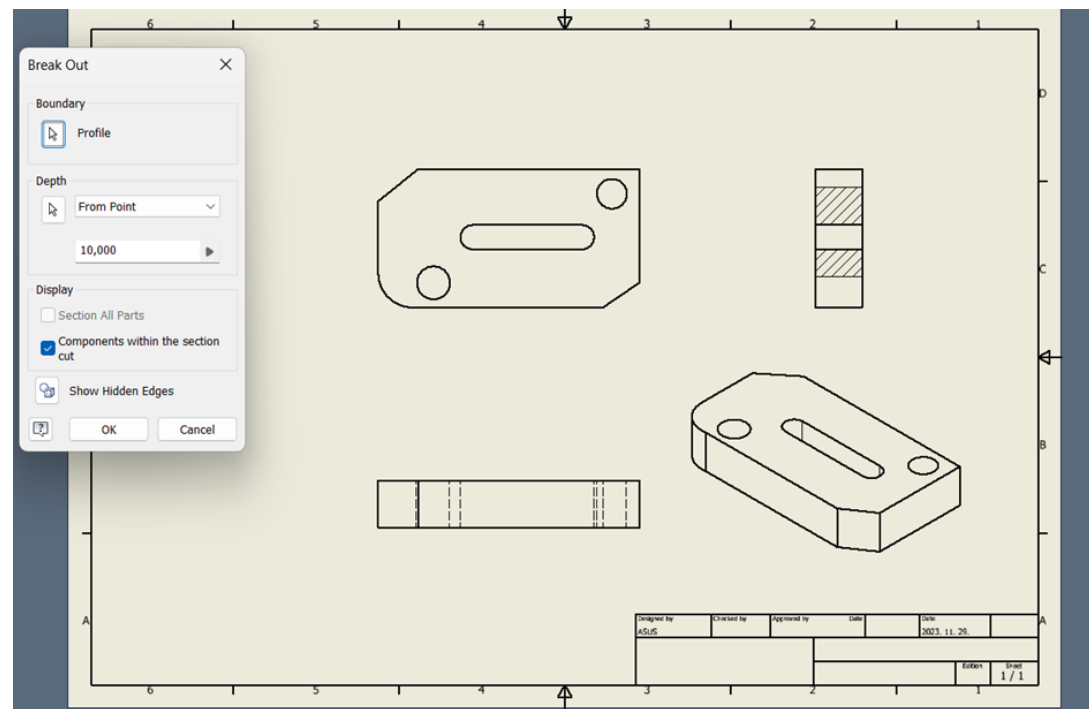 6 5 4 3 2 1
Break Out
Boundary
Profile
Depth
From Point
10,000
Display
Section All Parts
Components within the section
cut
Show Hidden Edges
?
OK Cancel
D
C
B
A A
Designed by Checked by Approved by Date Date
ASUS 2023. 11. 29.
Edition Sheet
1 / 1
6 5 4 3 2 1